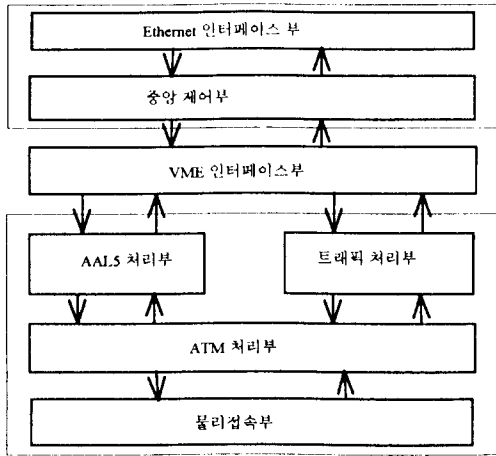 Ethernet 인터페이스 부
중앙 제어부
VME 인터페이스부
AAL5 처리부
트래픽 처리부
ATM 처리부
물리접속부